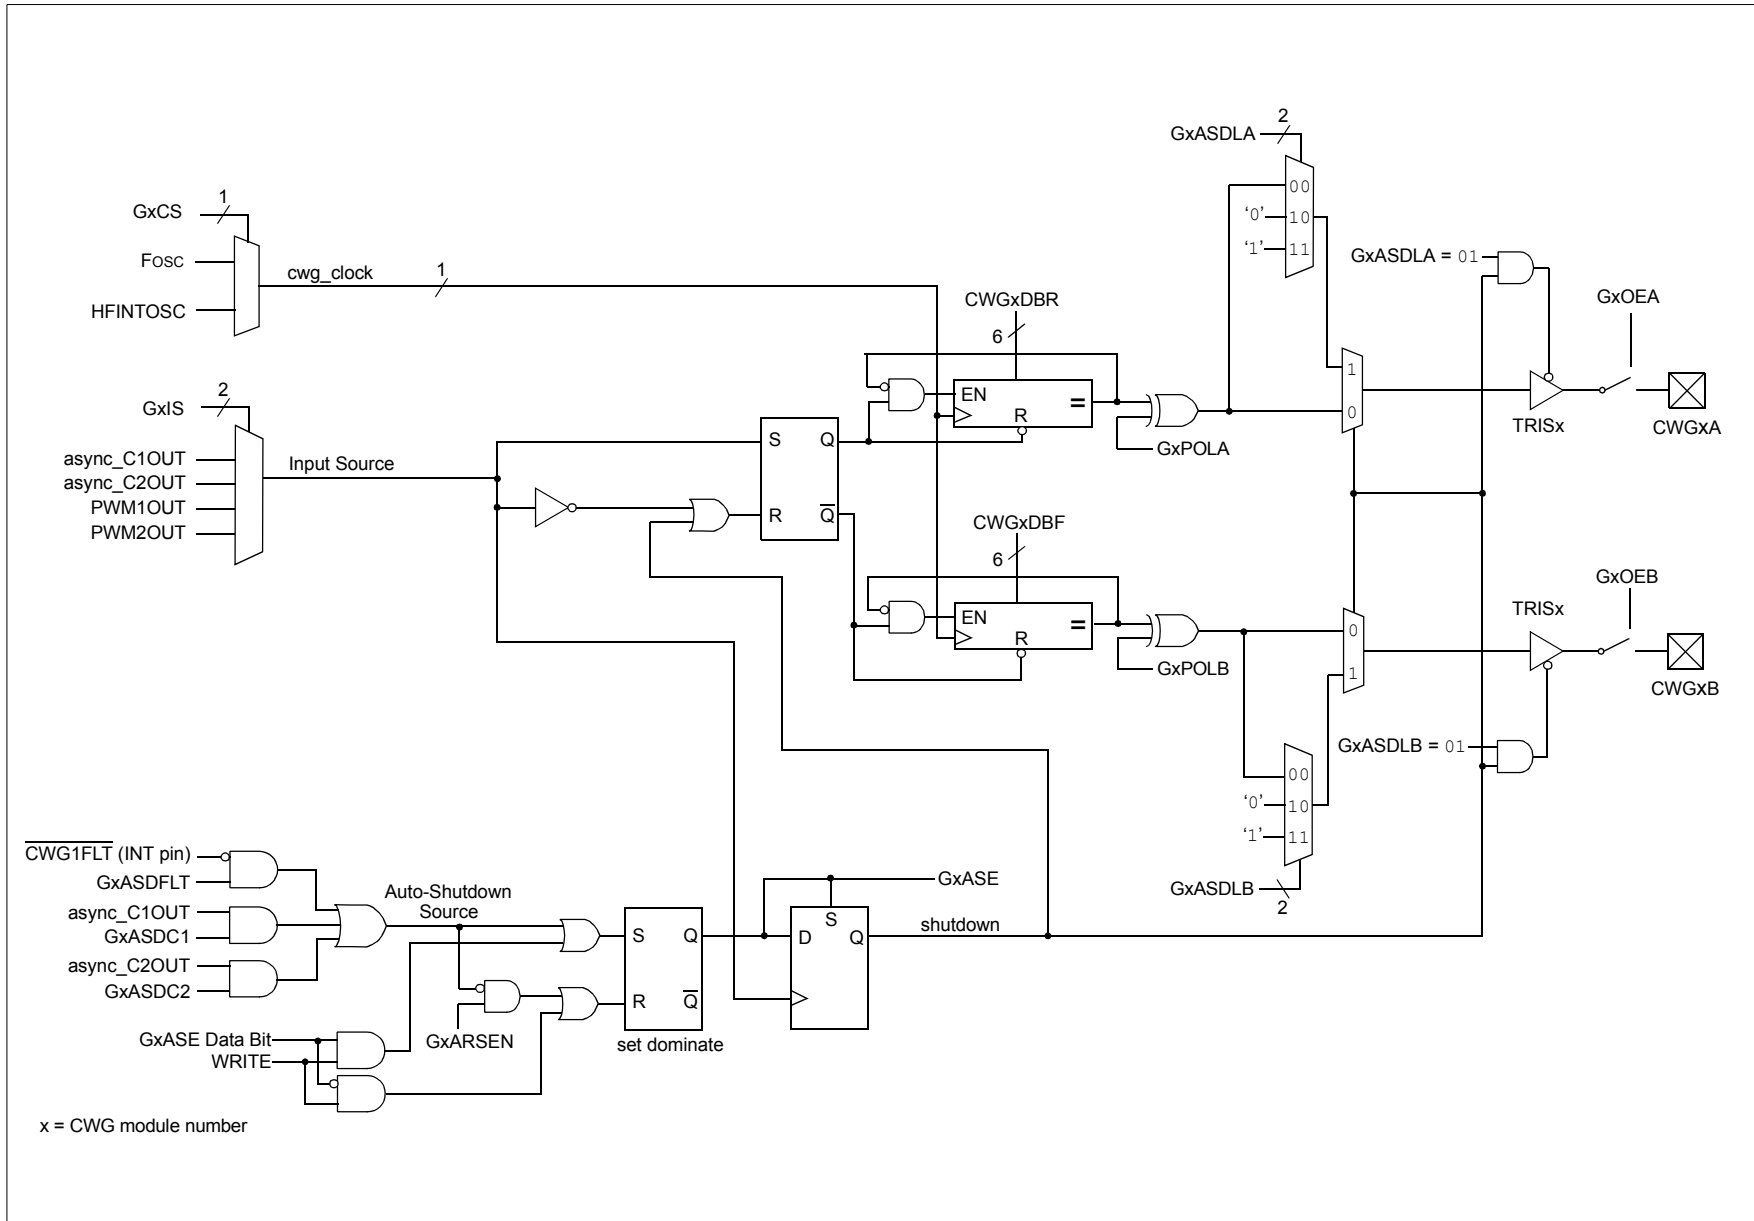 GxASDLA
2
GxCS
1
FOSC
HFINTOSC
cwg_clock
1
00
'0'
10
'1'
11
GxASDLA = 01
GxOEA
CWGxDBR
6
EN
R
=
GxPOLA
1
0
TRISx
CWGxA
GxIS
2
async_C1OUT
async_C2OUT
PWM1OUT
PWM2OUT
Input Source
S
Q
R
Q
CWGxDBF
6
EN
R
=
GxPOLB
0
1
TRISx
GxOEB
CWGxB
GxASDLB = 01
00
'0'
10
'1'
11
GxASDLB
2
CWG1FLT (INT pin)
GxASDFLT
async_C1OUT
GxASDC1
async_C2OUT
GxASDC2
Auto-Shutdown
Source
GxARSEN
S
Q
R
Q
set dominate
GxASE
S
D
Q
shutdown
GxASE Data Bit
WRITE
x = CWG module number